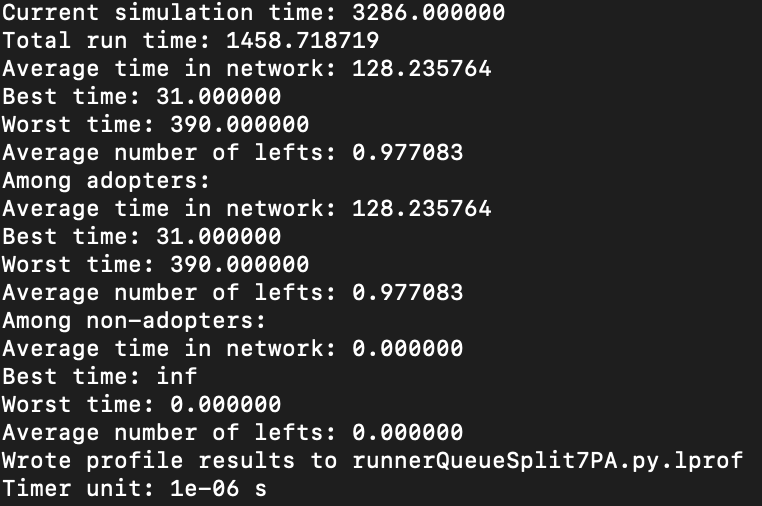 Current simulation time: 3286.000000
Total run time: 1458.718719
Average time in network: 128.235764
Best time: 31.000000
Worst time: 390.000000
Average number of lefts: 0.977083
Among adopters:
Average time in network: 128.235764
Best time: 31.000000
Worst time: 390.000000
Average number of lefts: 0.977083
Among non-adopters:
Average time in network: 0.000000
Best time: inf
Worst time: 0.000000
Average number of lefts: 0.000000
Wrote profile results to runnerQueueSplit7PA.py.lprof
Timer unit: 1e-06 s